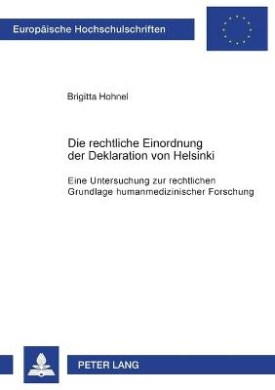 Europäische Hochschulschriften
Brigitta Hohnel
Die rechtliche Einordnung
der Deklaration von Helsinki
Eine Untersuchung zur rechtlichen
Grundlage humanmedizinischer Forschung
PETER LANG